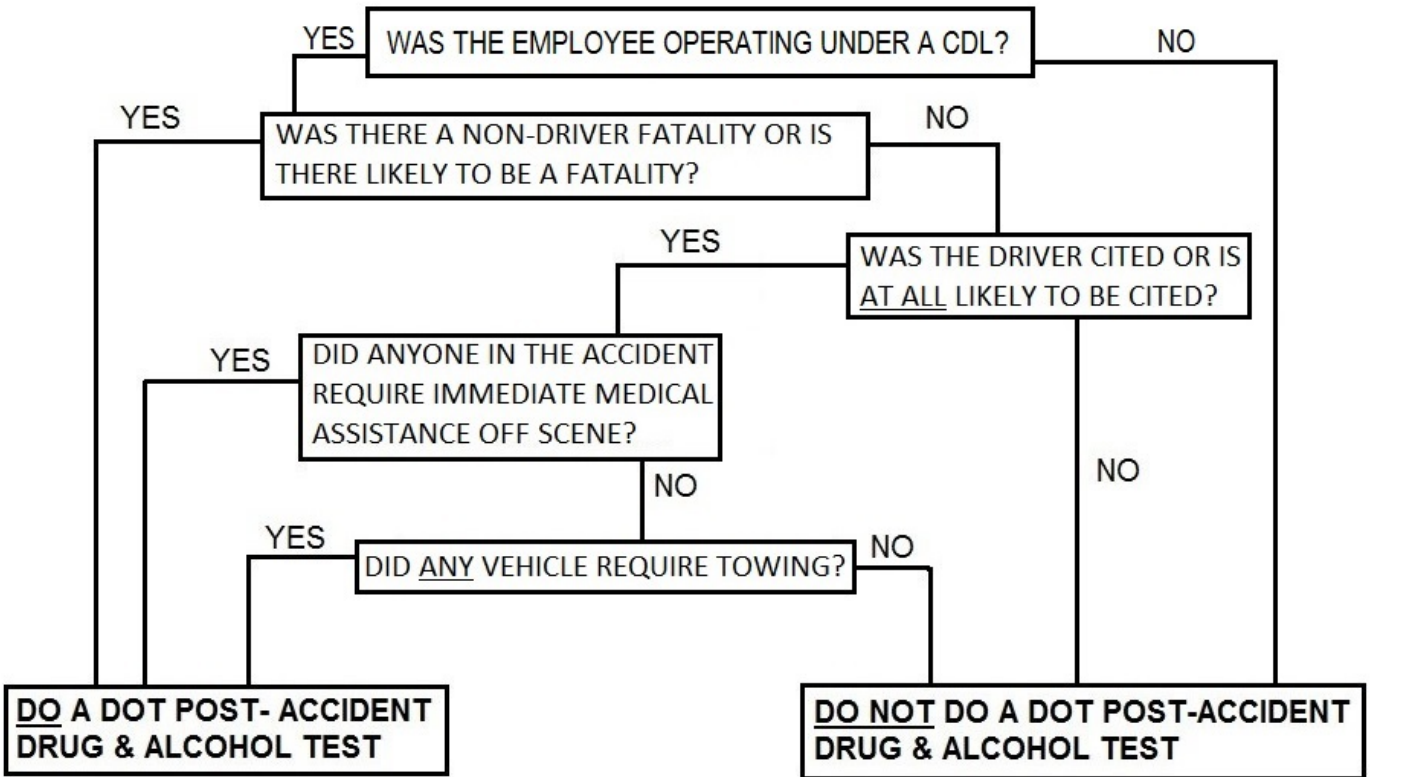 YES
WAS THE EMPLOYEE OPERATING UNDER A CDL?
NO
YES
WAS THERE A NON-DRIVER FATALITY OR IS
THERE LIKELY TO BE A FATALITY?
NO
YES
WAS THE DRIVER CITED OR IS
AT ALL LIKELY TO BE CITED?
YES
DID ANYONE IN THE ACCIDENT
REQUIRE IMMEDIATE MEDICAL
ASSISTANCE OFF SCENE?
NO
NO
YES
DID ANY VEHICLE REQUIRE TOWING?
NO
DO A DOT POST- ACCIDENT
DRUG & ALCOHOL TEST
DO NOT DO A DOT POST-ACCIDENT
DRUG & ALCOHOL TEST